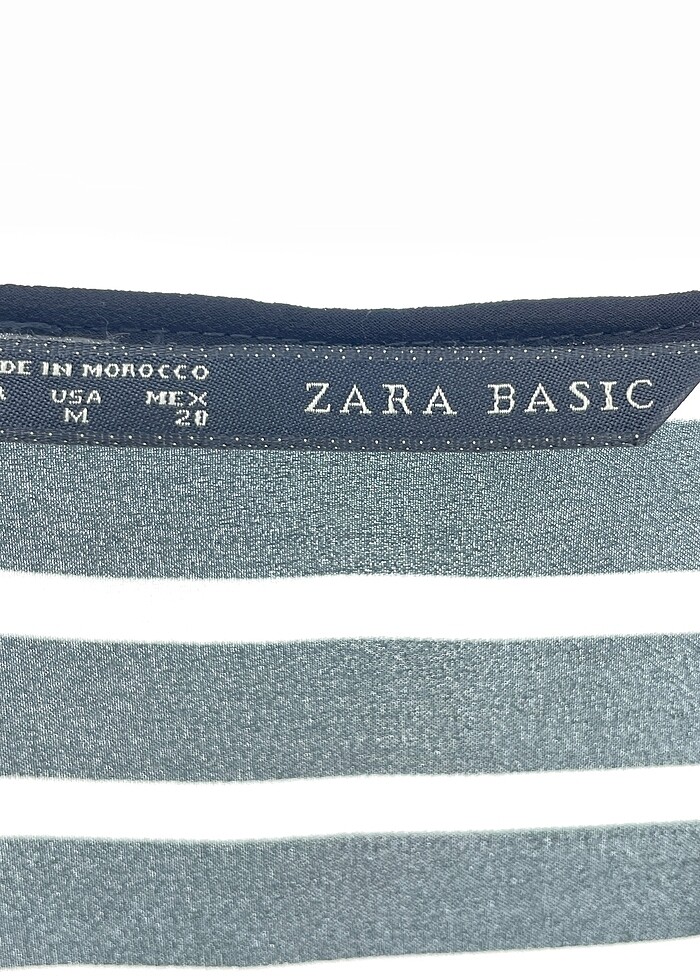 DE IN MOROCCO
USA MEX
M 28
ZARA BASIC